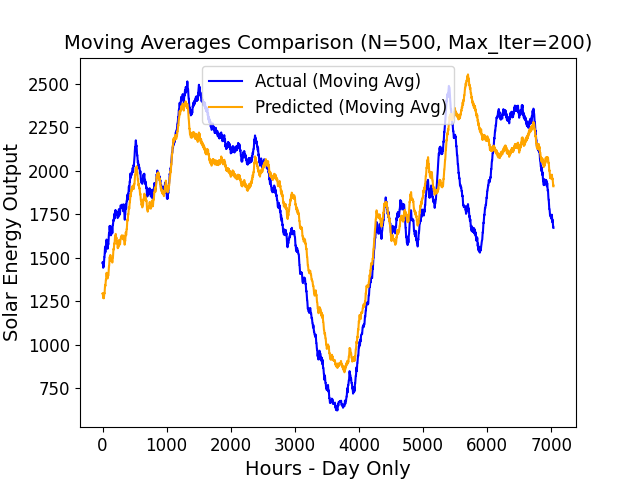 Moving Averages Comparison (N=500, Max_Iter=200)
Actual (Moving Avg)
Predicted (Moving Avg)
Solar Energy Output
2500
2250
2000
1750
1500
1250
1000
750
0 1000 2000 3000 4000 5000 6000 7000
Hours - Day Only